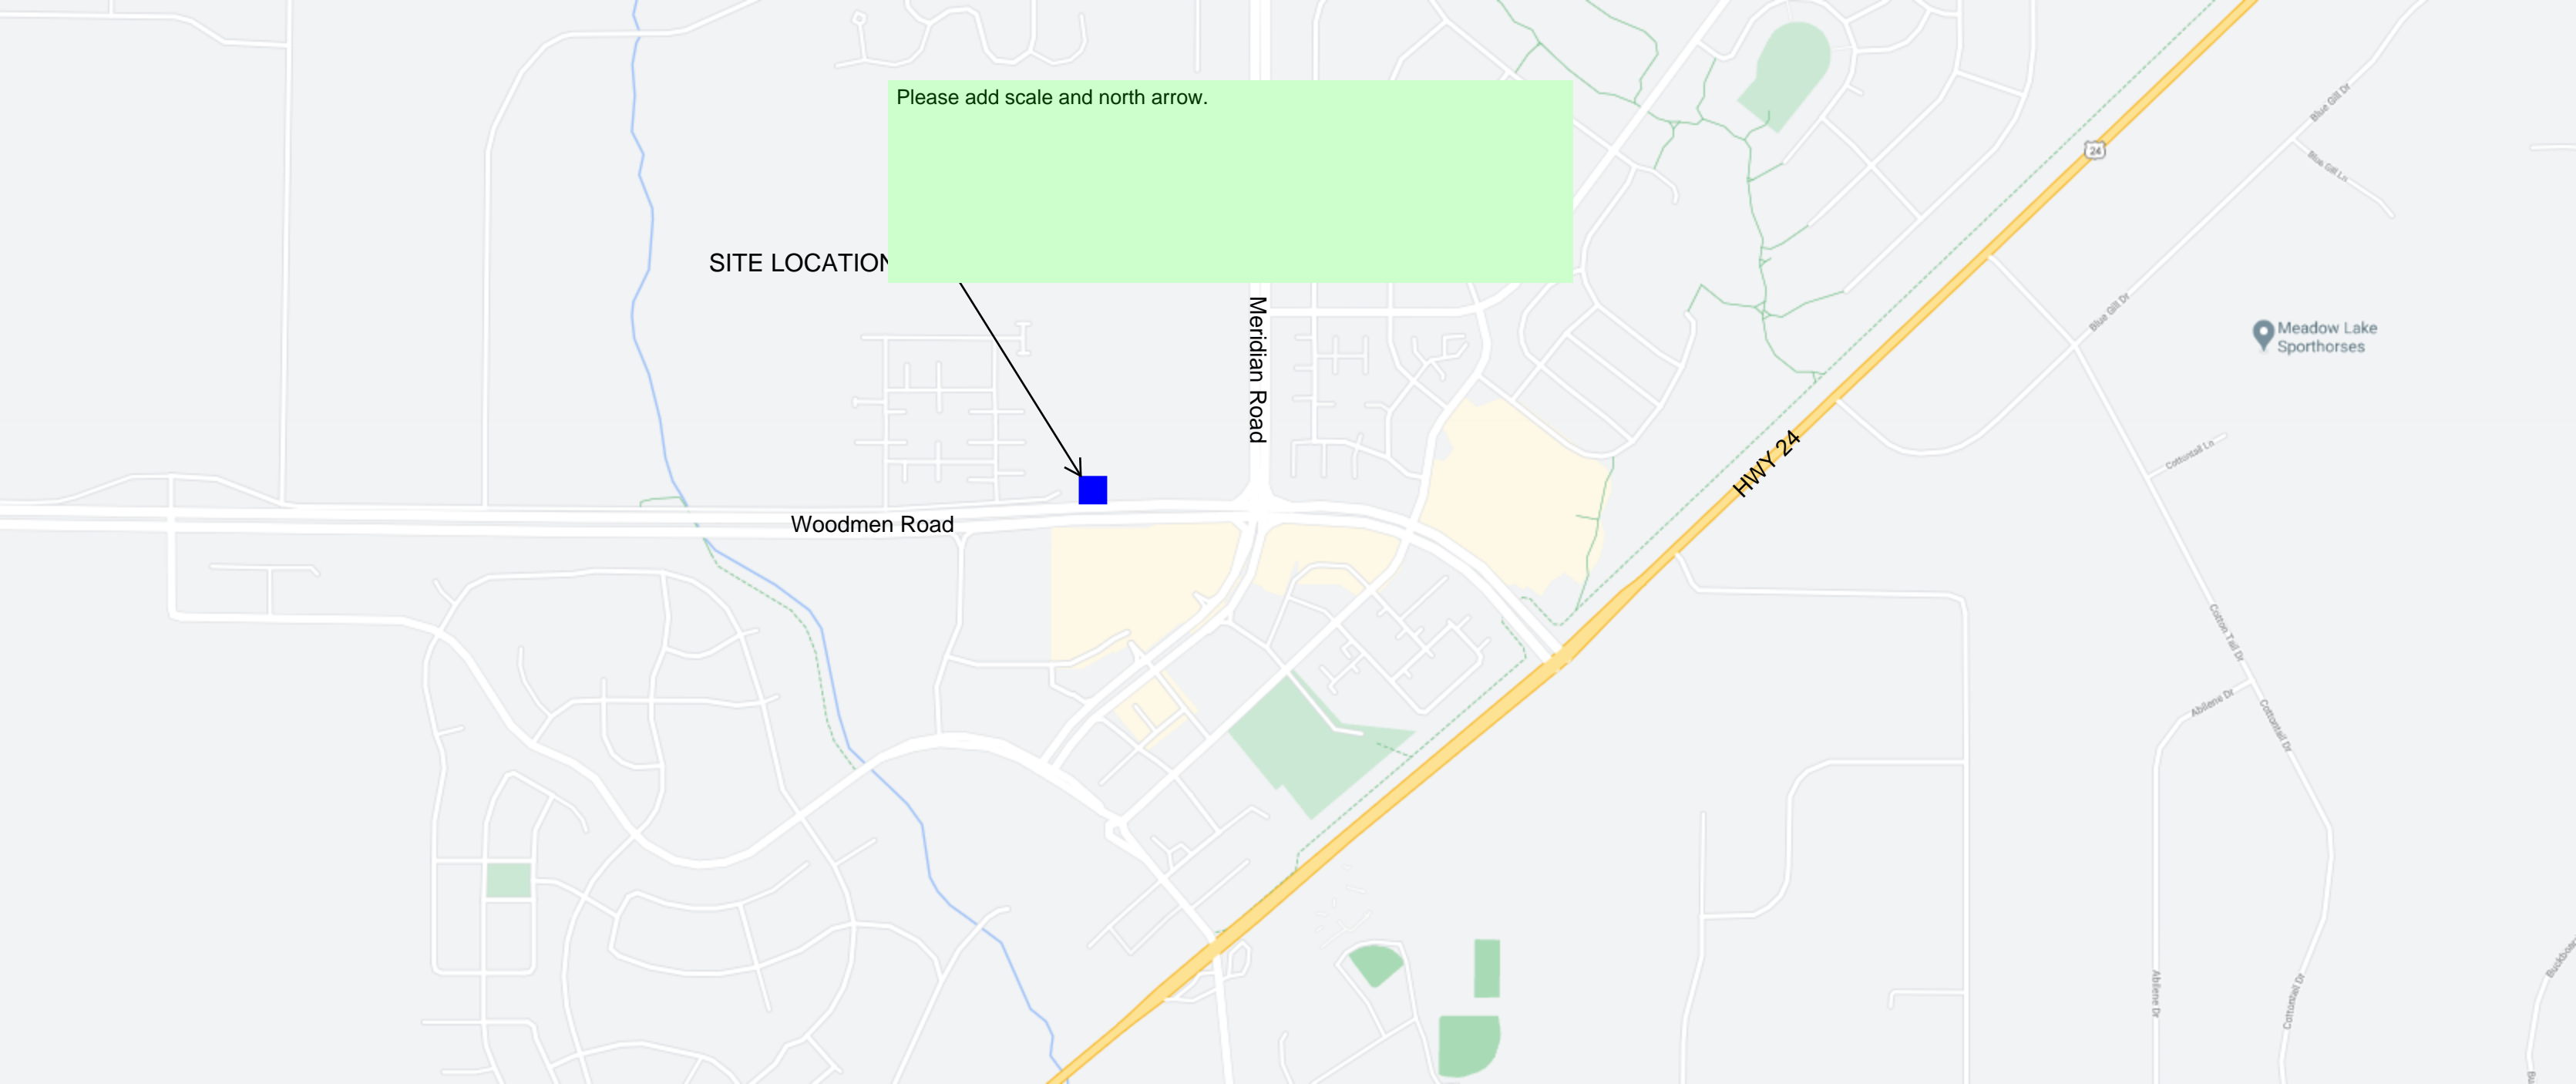 Please add scale and north arrow.
Blue Gill Dr
24
Blue Gill Ln
SITE LOCATION
Meridian Road
Blue Gill Dr
Meadow Lake
Sporthorses
HWY 24
Cottontail Ln
Woodmen Road
Cotton Tail Dr
Abilene Dr
Cottontail Dr
Abilene Dr
Cottontail Dr